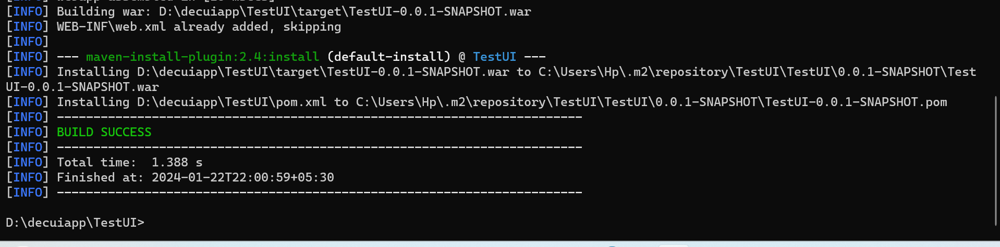 [INFO] Building war: D:\decuiapp\TestUI\target\TestUI-0.0.1-SNAPSHOT.war
[INFO] WEB-INF\web.xml already added, skipping
[INFO]
[INFO] --- maven-install-plugin:2.4:install (default-install) @ TestUI ---
[INFO] Installing D:\decuiapp\TestUI\target\TestUI-0.0.1-SNAPSHOT.war to C:\Users\Hp\.m2\repository\TestUI\TestUI\0.0.1-SNAPSHOT\Test
UI-0.0.1-SNAPSHOT.war
[INFO] Installing D:\decuiapp\TestUI\pom.xml to C:\Users\Hp\.m2\repository\TestUI\TestUI\0.0.1-SNAPSHOT\TestUI-0.0.1-SNAPSHOT.pom
[INFO] ------------------------------------------------------------------------
[INFO] BUILD SUCCESS
[INFO] ------------------------------------------------------------------------
[INFO] Total time:  1.388 s
[INFO] Finished at: 2024-01-22T22:00:59+05:30
[INFO] ------------------------------------------------------------------------
D:\decuiapp\TestUI>